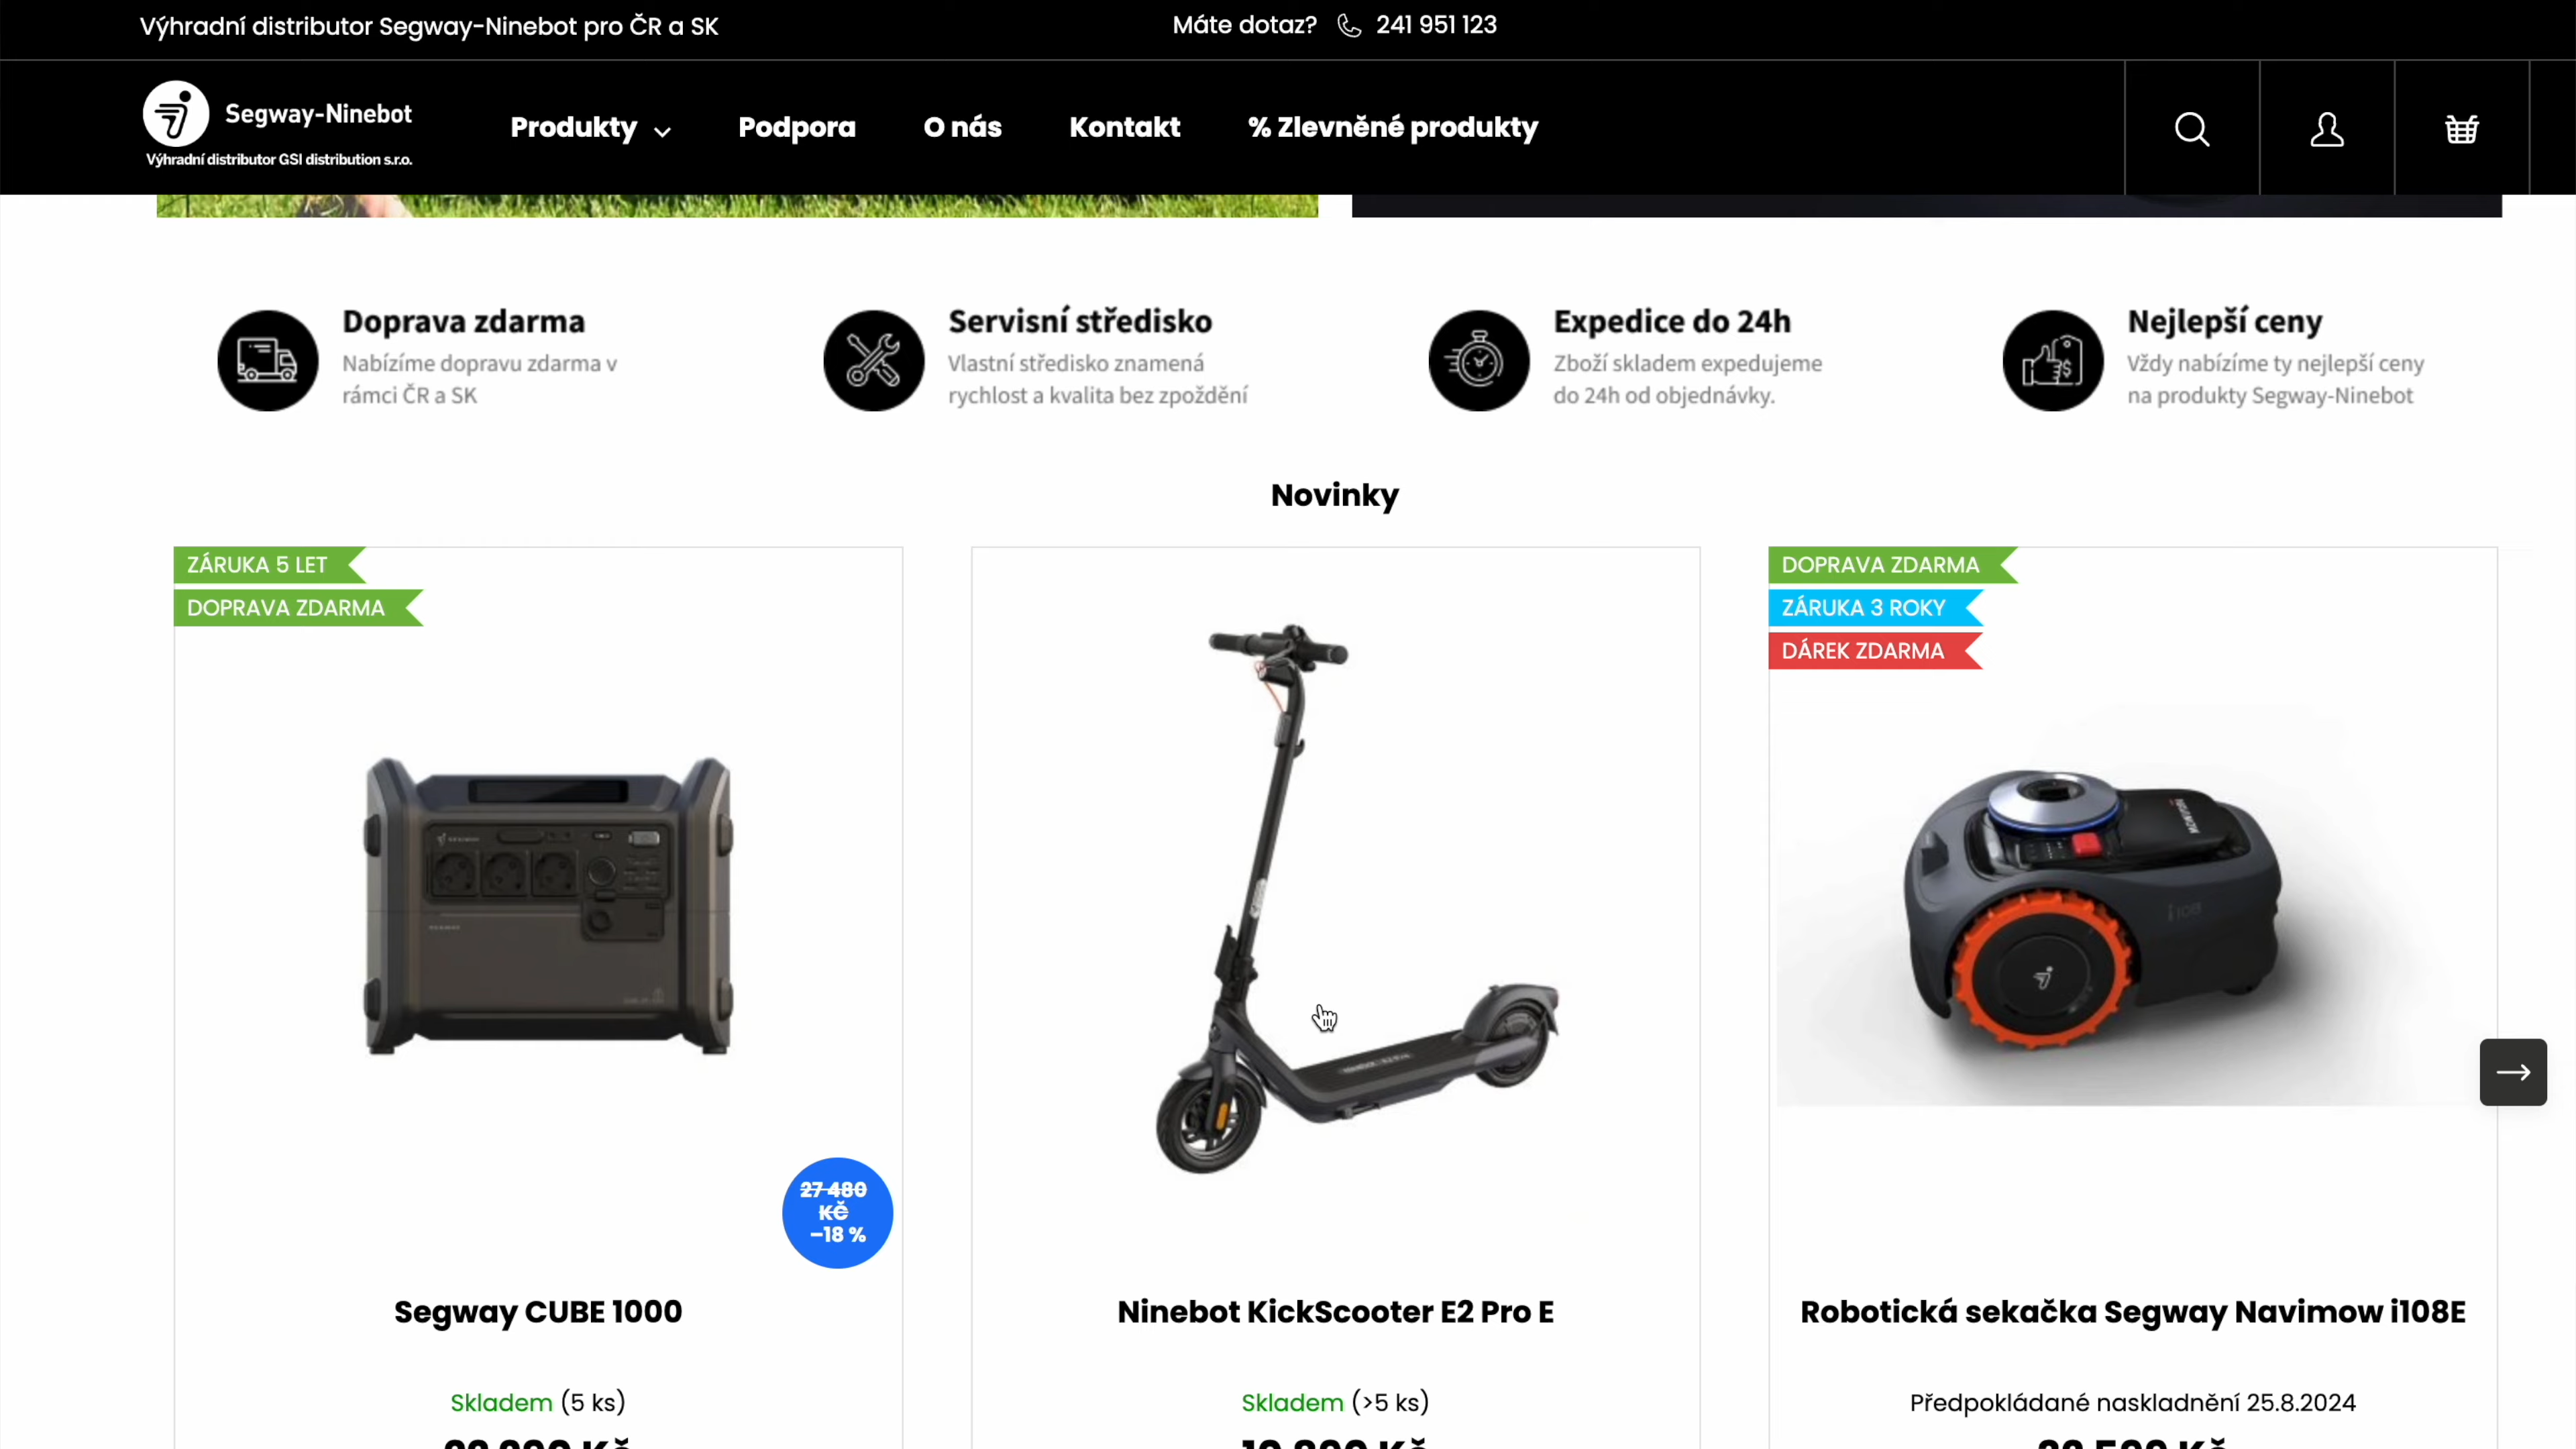 Výhradní distributor Segway-Ninebot pro ČR a SK
Máte dotaz? 241 951 123
Segway-Ninebot
Výhradní distributor GSI distribution s.r.o.
Produkty
Podpora
O nás
Kontakt
% Zlevněné produkty
Doprava zdarma
Nabízíme dopravu zdarma v
rámci ČR a SK
Servisní středisko
Vlastní středisko znamená
rychlost a kvalita bez zpoždění
Expedice do 24h
Zboží skladem expedujeme
do 24h od objednávky.
Nejlepší ceny
Vždy nabízíme ty nejlepší ceny
na produkty Segway-Ninebot
Novinky
ZÁRUKA 5 LET
DOPRAVA ZDARMA
27 480
Kč
–18 %
Segway CUBE 1000
Skladem (5 ks)
Ninebot KickScooter E2 Pro E
Skladem (>5 ks)
DOPRAVA ZDARMA
ZÁRUKA 3 ROKY
DÁREK ZDARMA
i108
Robotická sekačka Segway Navimow i108E
Předpokládané naskladnění 25.8.2024